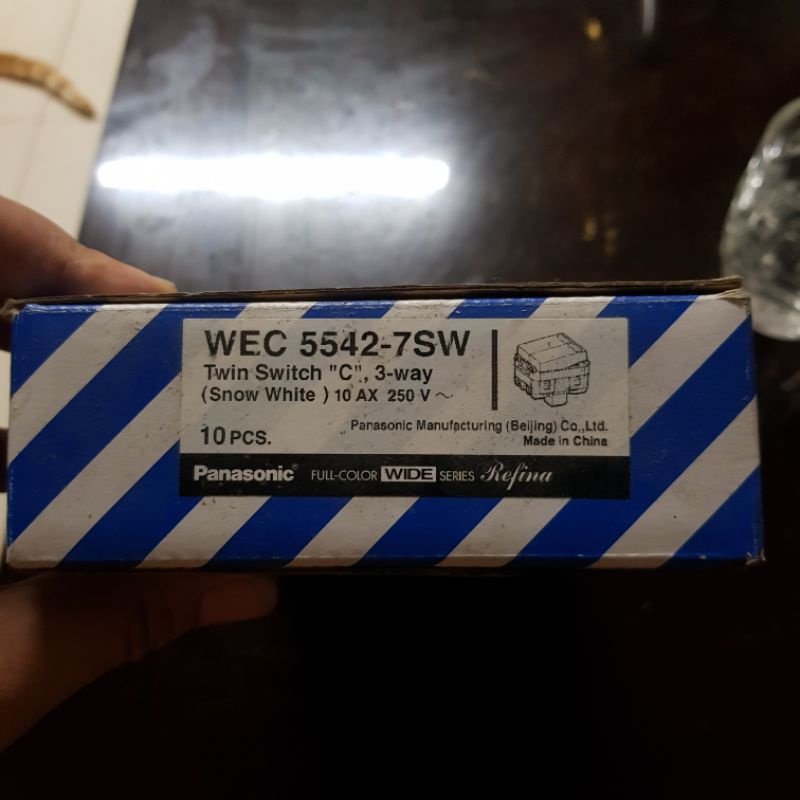 WEC 5542-7SW
Twin Switch "C", 3-way
(Snow White ) 10 AX 250 V ~
10 PCS.
Panasonic Manufacturing (Beijing) Co.,Ltd.
Made in China
Panasonic® FULL-COLOR WIDE SERIES Refina